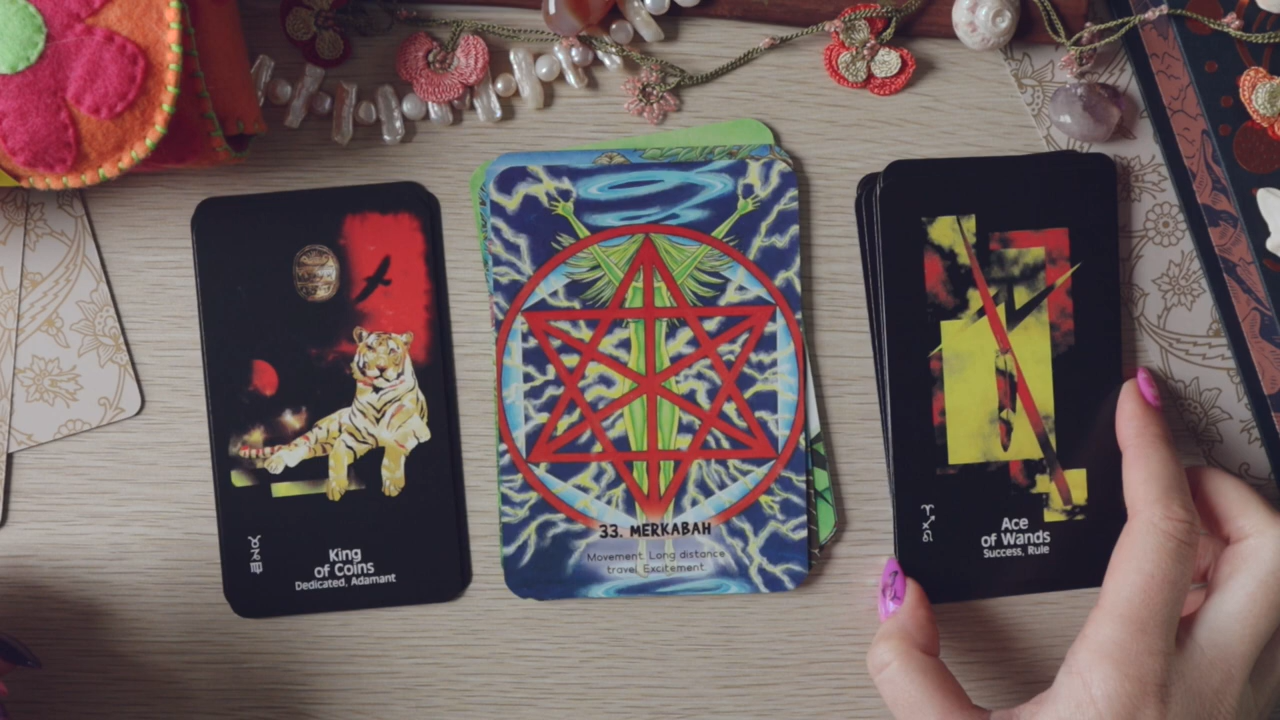 King
of Coins
Dedicated, Adamant
33. MERKABAH
Movement. Long distance
travel. Excitement.
Ace
of Wands
Success, Rule